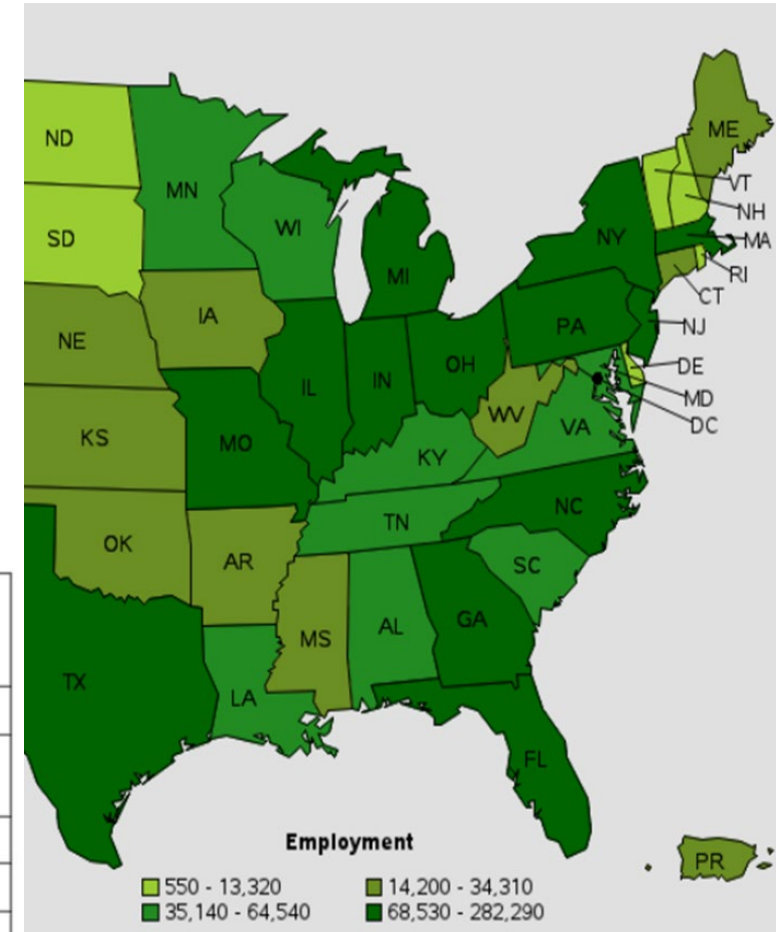 ME
ND
VT
MN
NH
SD
WI
NY
MA
RI
MI
CT
IA
PA
NJ
NE
OH
DE
IL
IN
MD
WV
VA
DC
KS
MO
KY
NC
TN
OK
AR
SC
MS
AL
GA
TX
LA
FL
Employment
PR
550 - 13,320
14,200 - 34,310
35,140 - 64,540
68,530 - 282,290